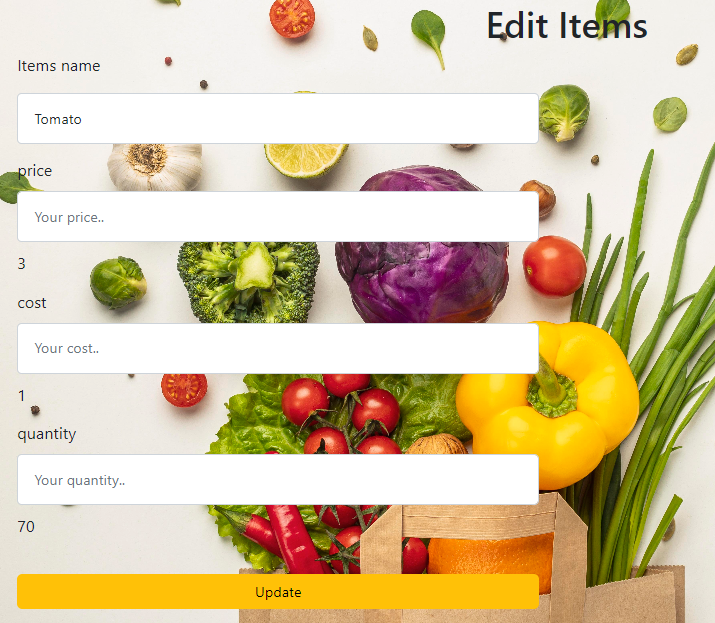 Edit Items
Items name
Tomato
price
Your price..
3
cost
Your cost..
1
quantity
Your quantity..
70
Update